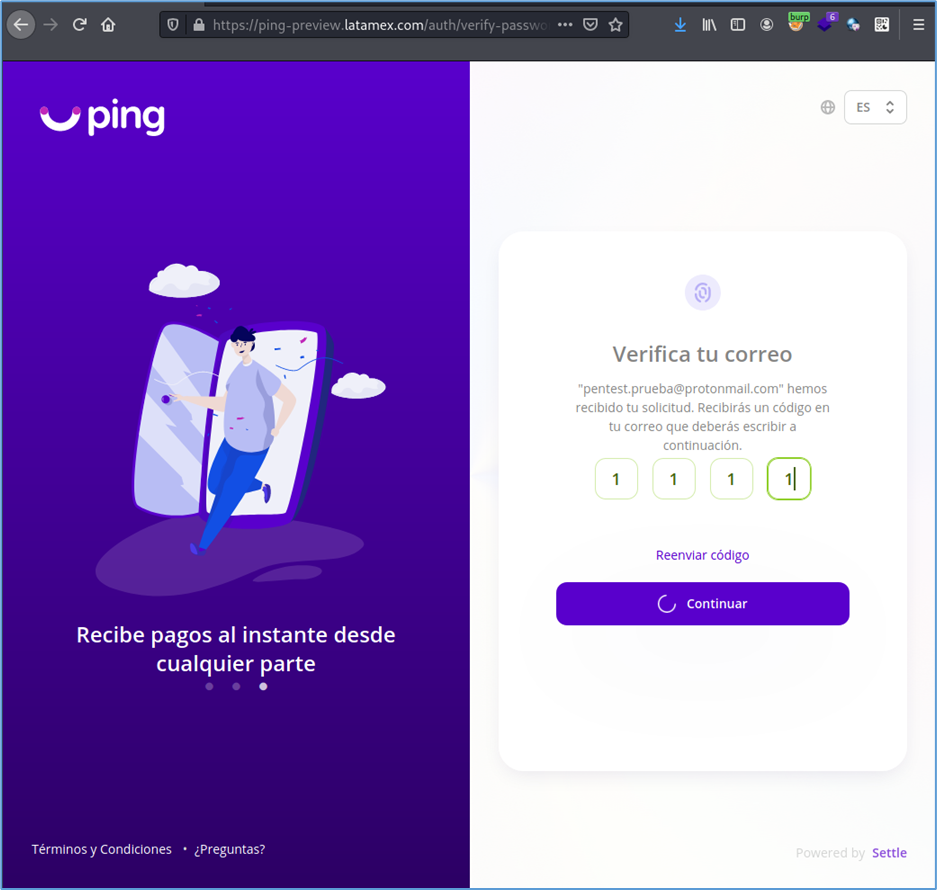 https://ping-preview.latamex.com/auth/verify-passwo
burp
6
ping
ES
Verifica tu correo
"pentest.prueba@protonmail.com" hemos
recibido tu solicitud. Recibirás un código en
tu correo que deberás escribir a
continuación.
1 1 1 1
Reenviar código
Continuar
Recibe pagos al instante desde
cualquier parte
Términos y Condiciones • ¿Preguntas?
Powered by Settle